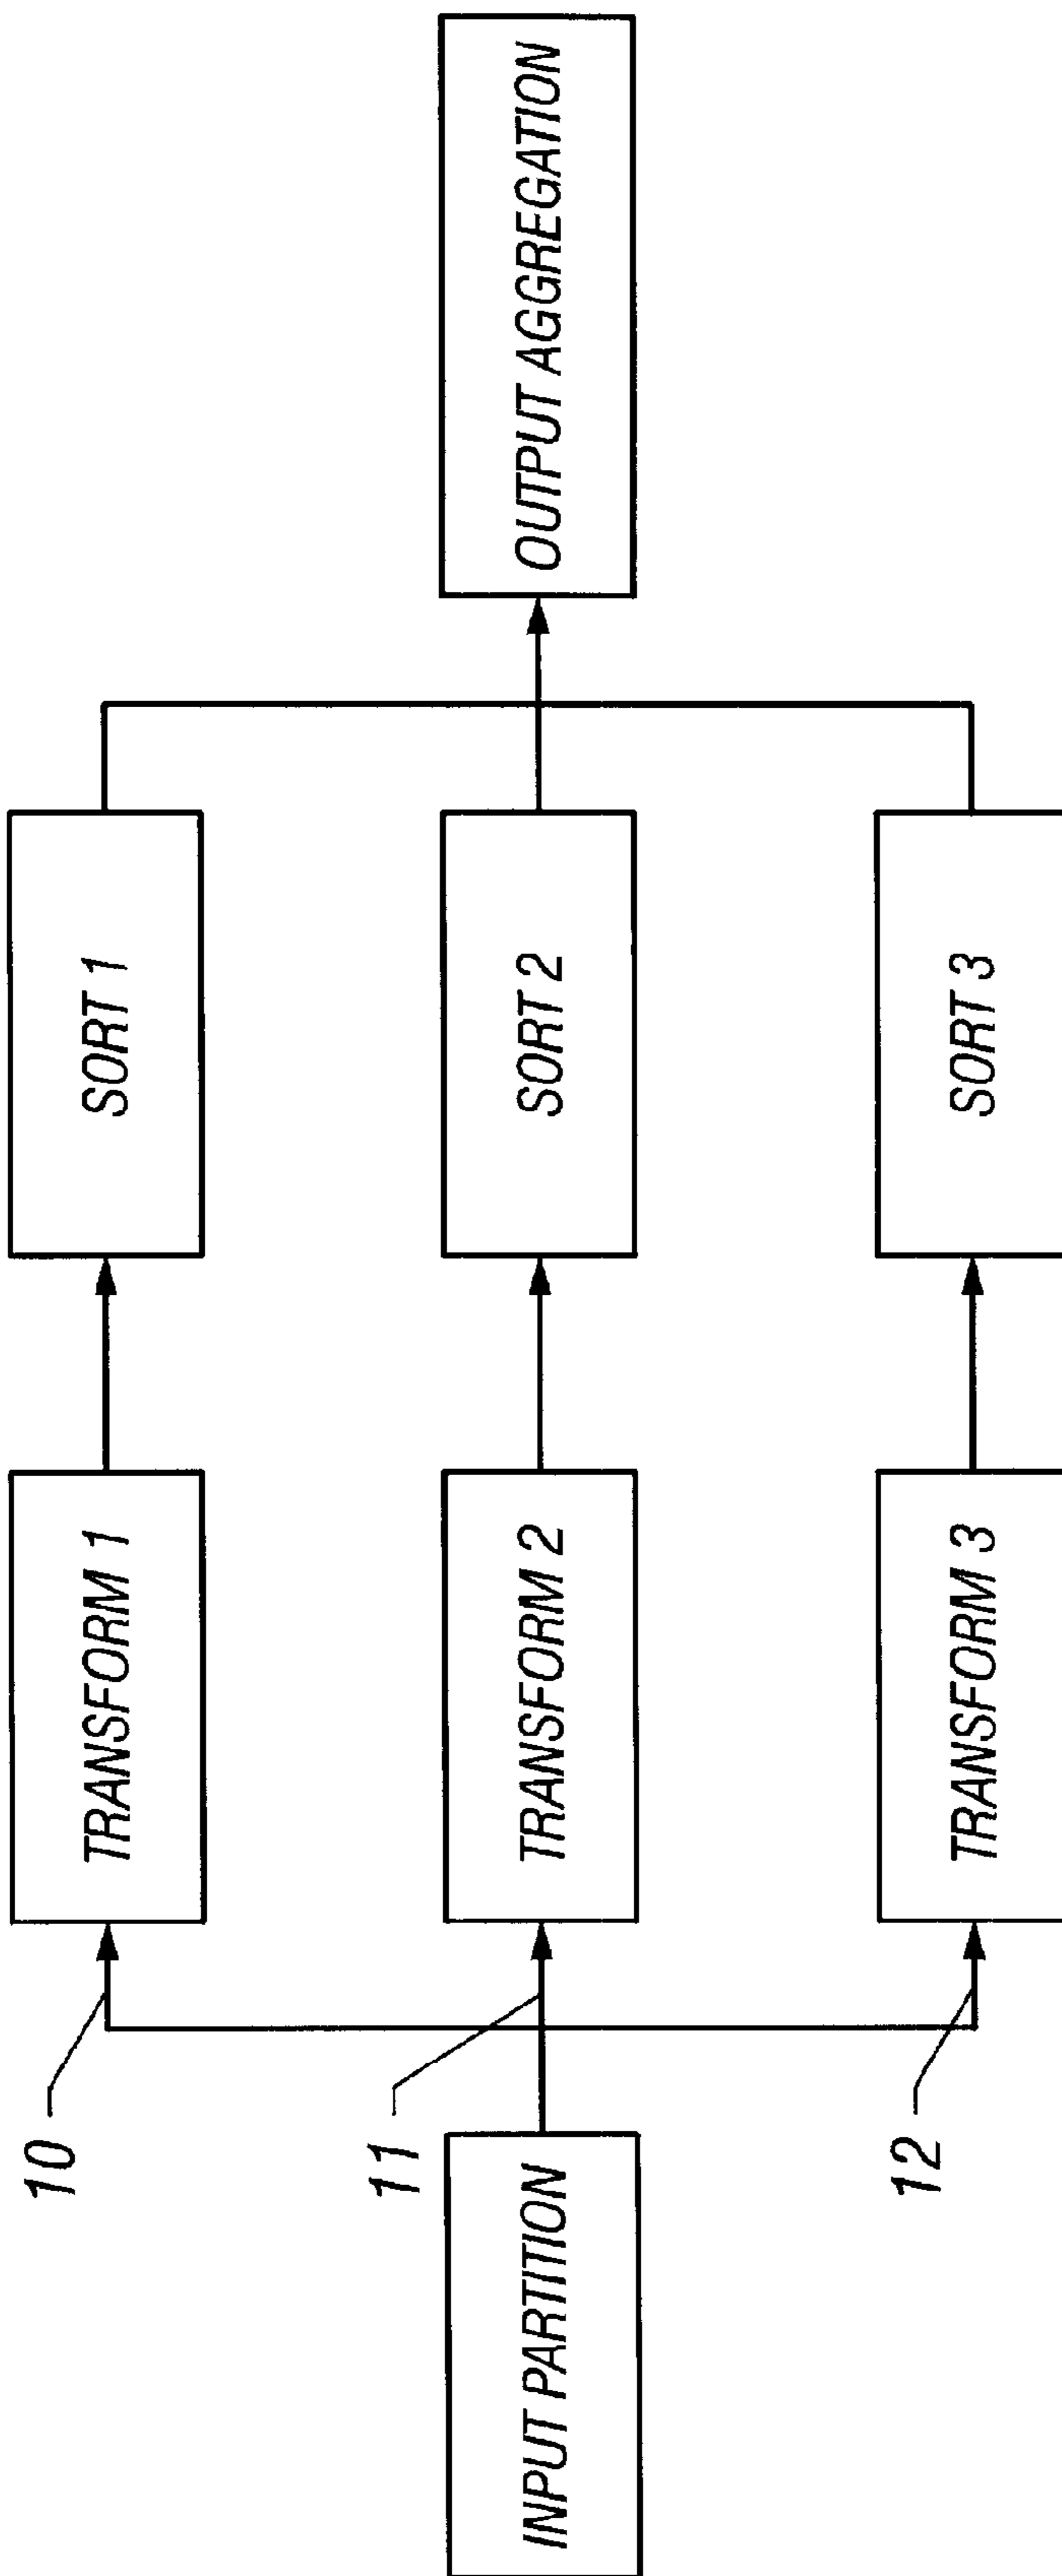 INPUT PARTITION
10
11
12
TRANSFORM 1
TRANSFORM 2
TRANSFORM 3
SORT 1
SORT 2
SORT 3
OUTPUT AGGREGATION